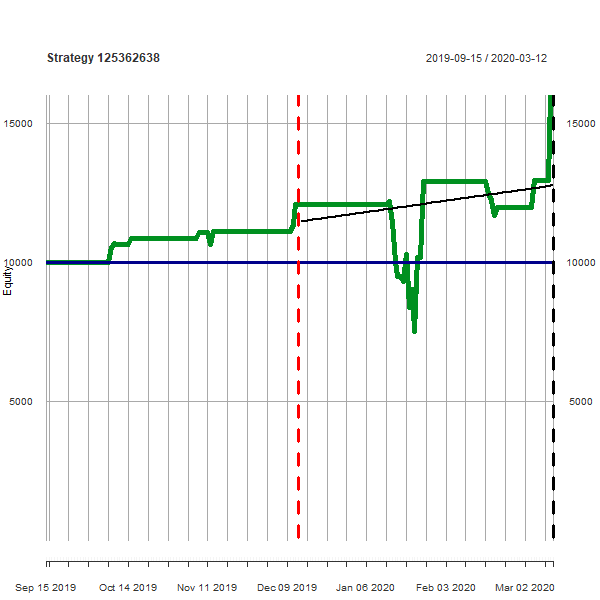 Strategy 125362638
2019-09-15 / 2020-03-12
15000 15000
10000 10000
Equity
5000 5000
Sep 15 2019 Oct 14 2019 Nov 11 2019 Dec 09 2019 Jan 06 2020 Feb 03 2020 Mar 02 2020